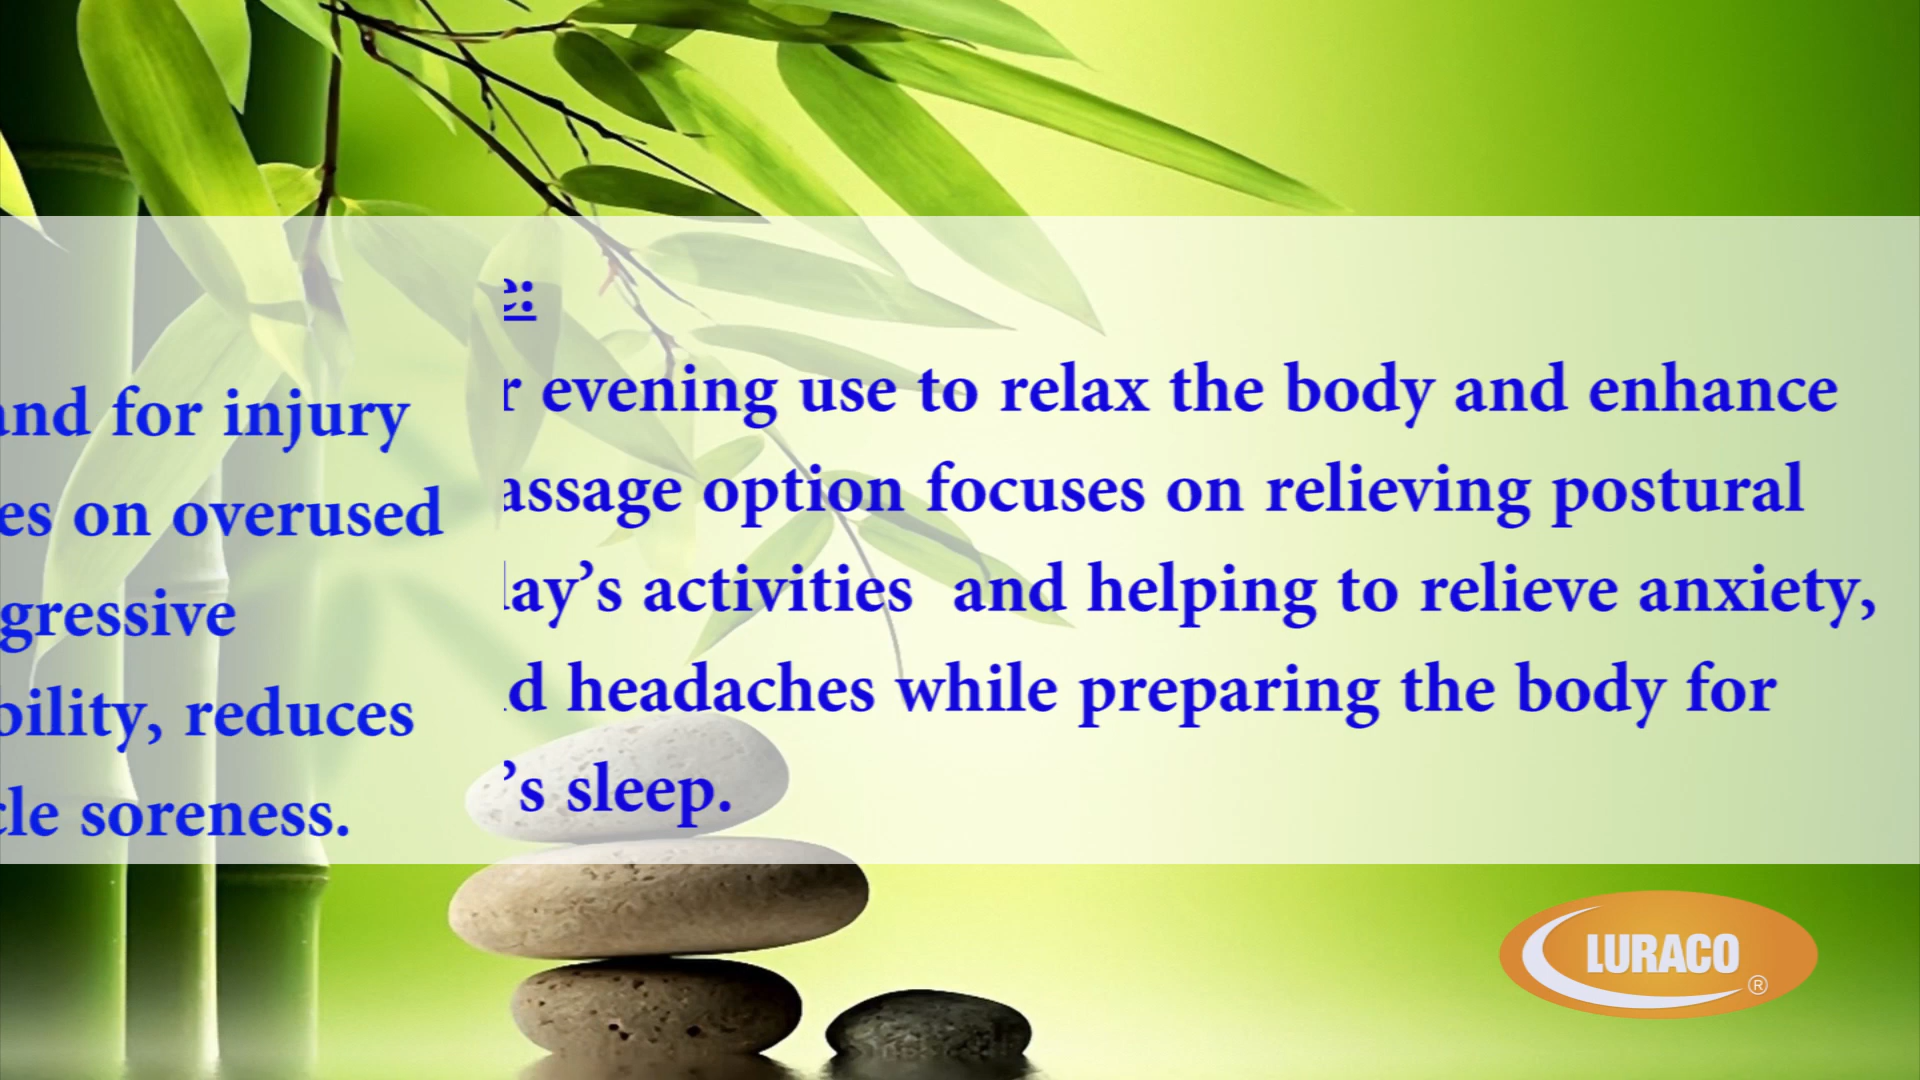 and for injury
es on overused
gressive
bility, reduces
cle soreness.
e:
r evening use to relax the body and enhance
assage option focuses on relieving postural
lay’s activities and helping to relieve anxiety,
d headaches while preparing the body for
’s sleep.
LURACO ®